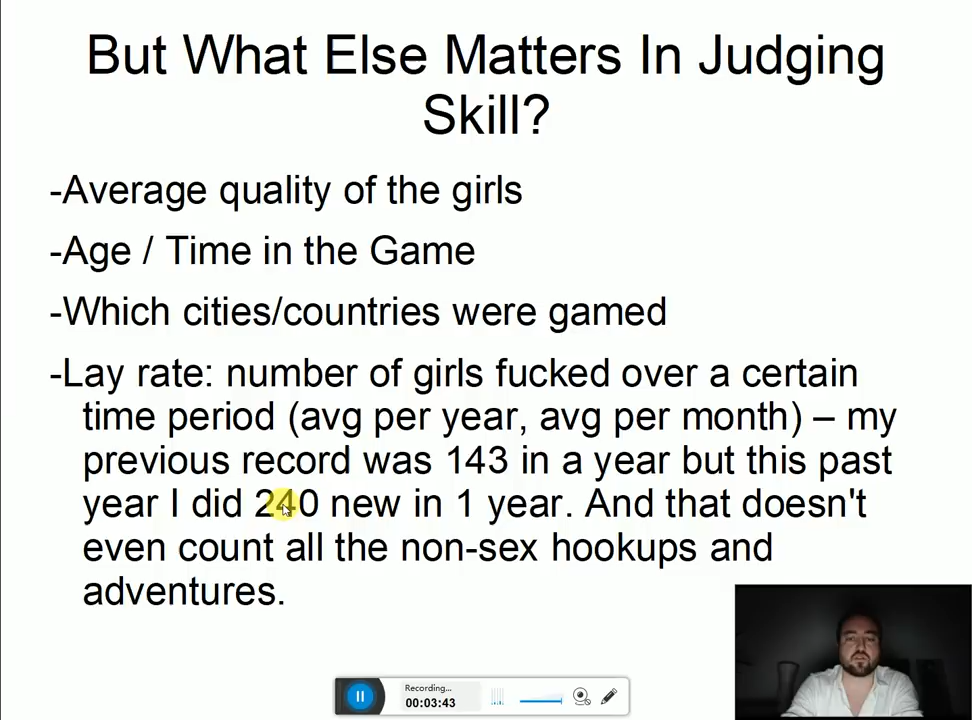 But What Else Matters In Judging
Skill?
-Average quality of the girls
-Age / Time in the Game
-Which cities/countries were gamed
-Lay rate: number of girls fucked over a certain
time period (avg per year, avg per month) – my
previous record was 143 in a year but this past
year I did 240 new in 1 year. And that doesn't
even count all the non-sex hookups and
adventures.
Recording...
00:03:43